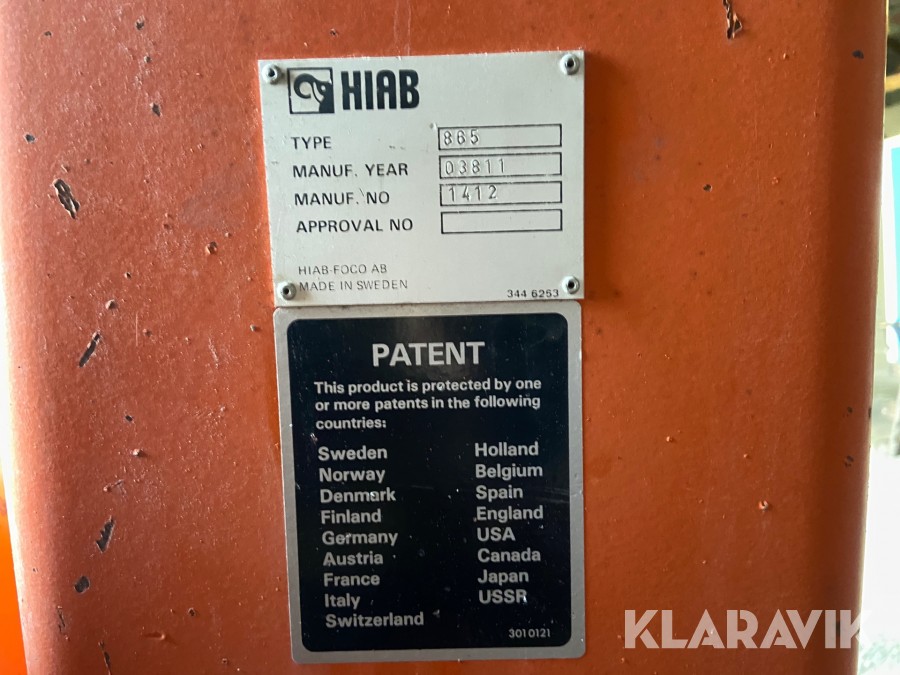 HIAB
TYPE 865
MANUF. YEAR 03811
MANUF. NO 1412
APPROVAL NO
HIAB-FOCO AB
MADE IN SWEDEN
344 6253
PATENT
This product is protected by one
or more patents in the following
countries:
Sweden Holland
Norway Belgium
Denmark Spain
Finland England
Germany USA
Austria Canada
France Japan
Italy USSR
Switzerland
3010121
KLARAVIK